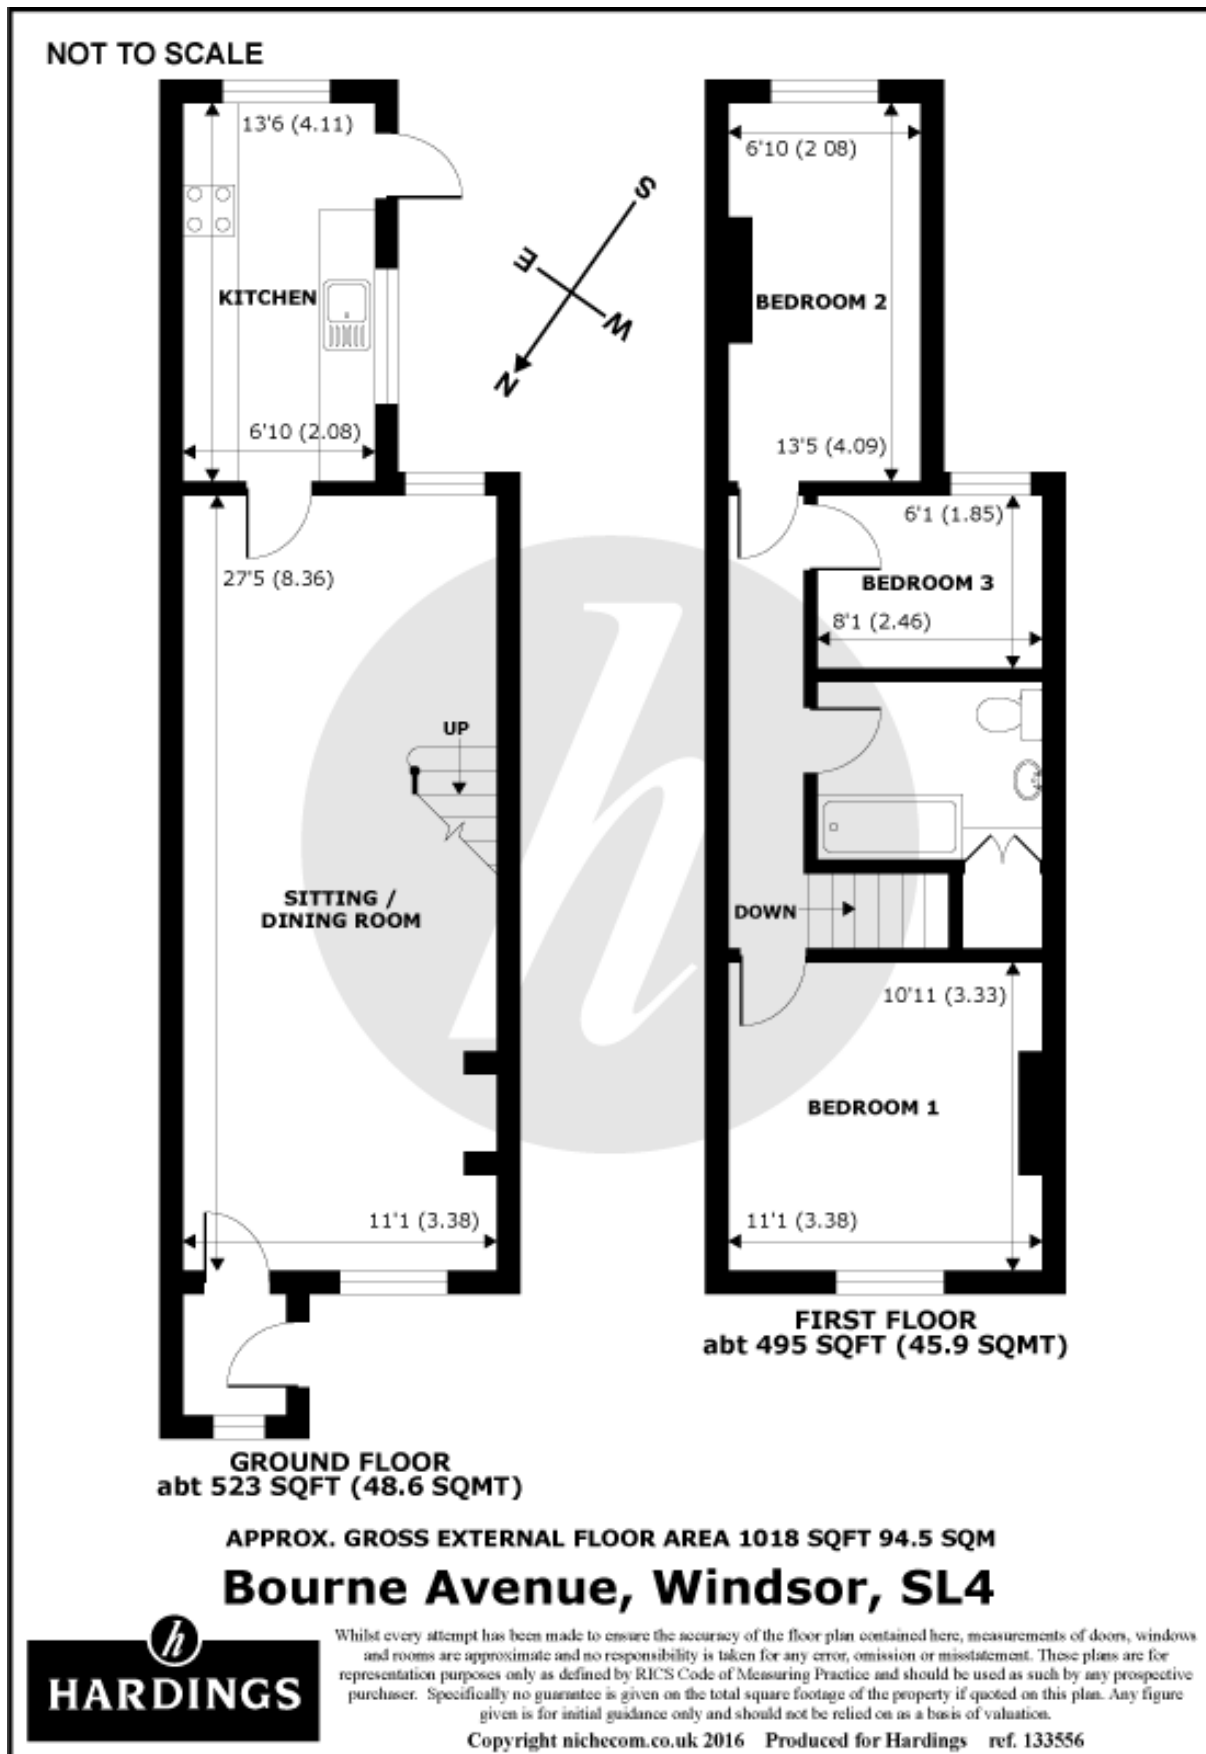 NOT TO SCALE
13'6 (4.11)
KITCHEN
6'10 (2.08)
S
E
W
N
6'10 (2 08)
BEDROOM 2
13'5 (4.09)
27'5 (8.36)
6'1 (1.85)
BEDROOM 3
8'1 (2.46)
UP
h
SITTING /
DINING ROOM
DOWN
10'11 (3.33)
BEDROOM 1
11'1 (3.38)
11'1 (3.38)
FIRST FLOOR
abt 495 SQFT (45.9 SQMT)
GROUND FLOOR
abt 523 SQFT (48.6 SQMT)
APPROX. GROSS EXTERNAL FLOOR AREA 1018 SQFT 94.5 SQM
Bourne Avenue, Windsor, SL4
h
HARDINGS
Whilst every attempt has been made to ensure the accuracy of the floor plan contained here, measurements of doors, windows
and rooms are approximate and no responsibility is taken for any error, omission or misstatement. These plans are for
representation purposes only as defined by RICS Code of Measuring Practice and should be used as such by any prospective
purchaser. Specifically no guarantee is given on the total square footage of the property if quoted on this plan. Any figure
given is for initial guidance only and should not be relied on as a basis of valuation.
Copyright nichecom.co.uk 2016 Produced for Hardings ref. 133556